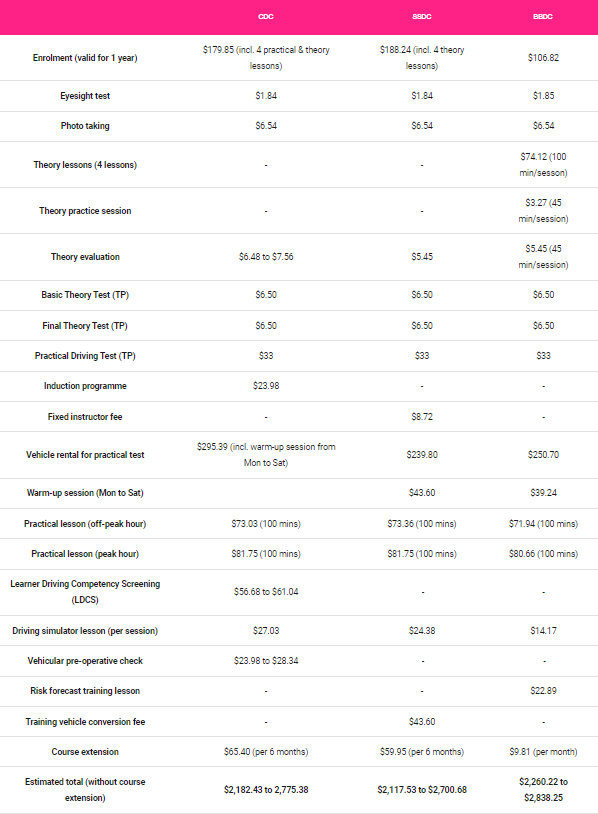 CDC SSDC BBDC
Enrolment (valid for 1 year) $179.85 (incl. 4 practical & theory lessons) $188.24 (incl. 4 theory lessons) $106.82
Eyesight test $1.84 $1.84 $1.85
Photo taking $6.54 $6.54 $6.54
Theory lessons (4 lessons) - - $74.12 (100 min/sesson)
Theory practice session - - $3.27 (45 min/session)
Theory evaluation $6.48 to $7.56 $5.45 $5.45 (45 min/session)
Basic Theory Test (TP) $6.50 $6.50 $6.50
Final Theory Test (TP) $6.50 $6.50 $6.50
Practical Driving Test (TP) $33 $33 $33
Induction programme $23.98 - -
Fixed instructor fee - $8.72 -
Vehicle rental for practical test $295.39 (incl. warm-up session from Mon to Sat) $239.80 $250.70
Warm-up session (Mon to Sat) $43.60 $39.24
Practical lesson (off-peak hour) $73.03 (100 mins) $73.36 (100 mins) $71.94 (100 mins)
Practical lesson (peak hour) $81.75 (100 mins) $81.75 (100 mins) $80.66 (100 mins)
Learner Driving Competency Screening (LDCS) $56.68 to $61.04 - -
Driving simulator lesson (per session) $27.03 $24.38 $14.17
Vehicular pre-operative check $23.98 to $28.34 - -
Risk forecast training lesson - - $22.89
Training vehicle conversion fee - $43.60 -
Course extension $65.40 (per 6 months) $59.95 (per 6 months) $9.81 (per month)
Estimated total (without course extension) $2,182.43 to 2,775.38 $2,117.53 to $2,700.68 $2,260.22 to $2,838.25